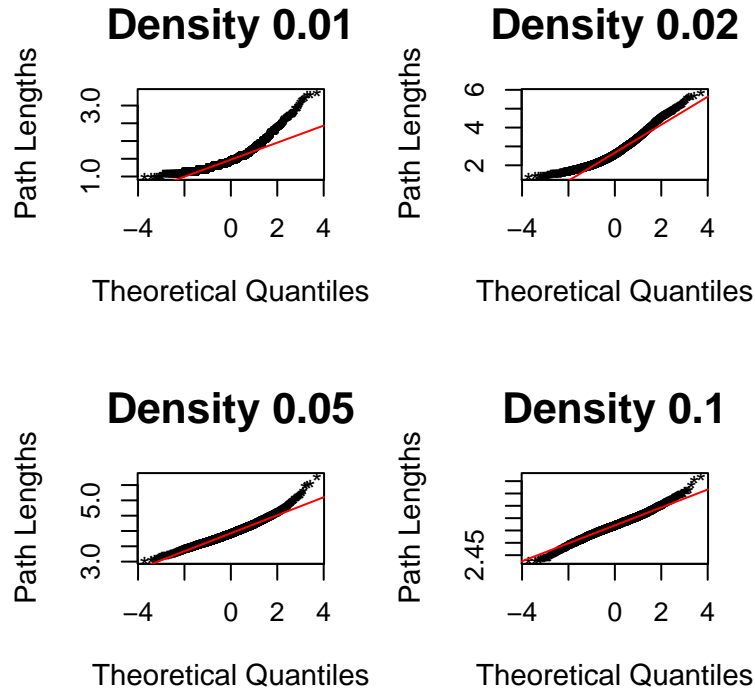 Density 0.01
Path Lengths
1.0 3.0
−4 0 2 4
Theoretical Quantiles
Density 0.02
Path Lengths
2 4 6
−4 0 2 4
Theoretical Quantiles
Density 0.05
Path Lengths
3.0 5.0
−4 0 2 4
Theoretical Quantiles
Density 0.1
Path Lengths
2.45
−4 0 2 4
Theoretical Quantiles